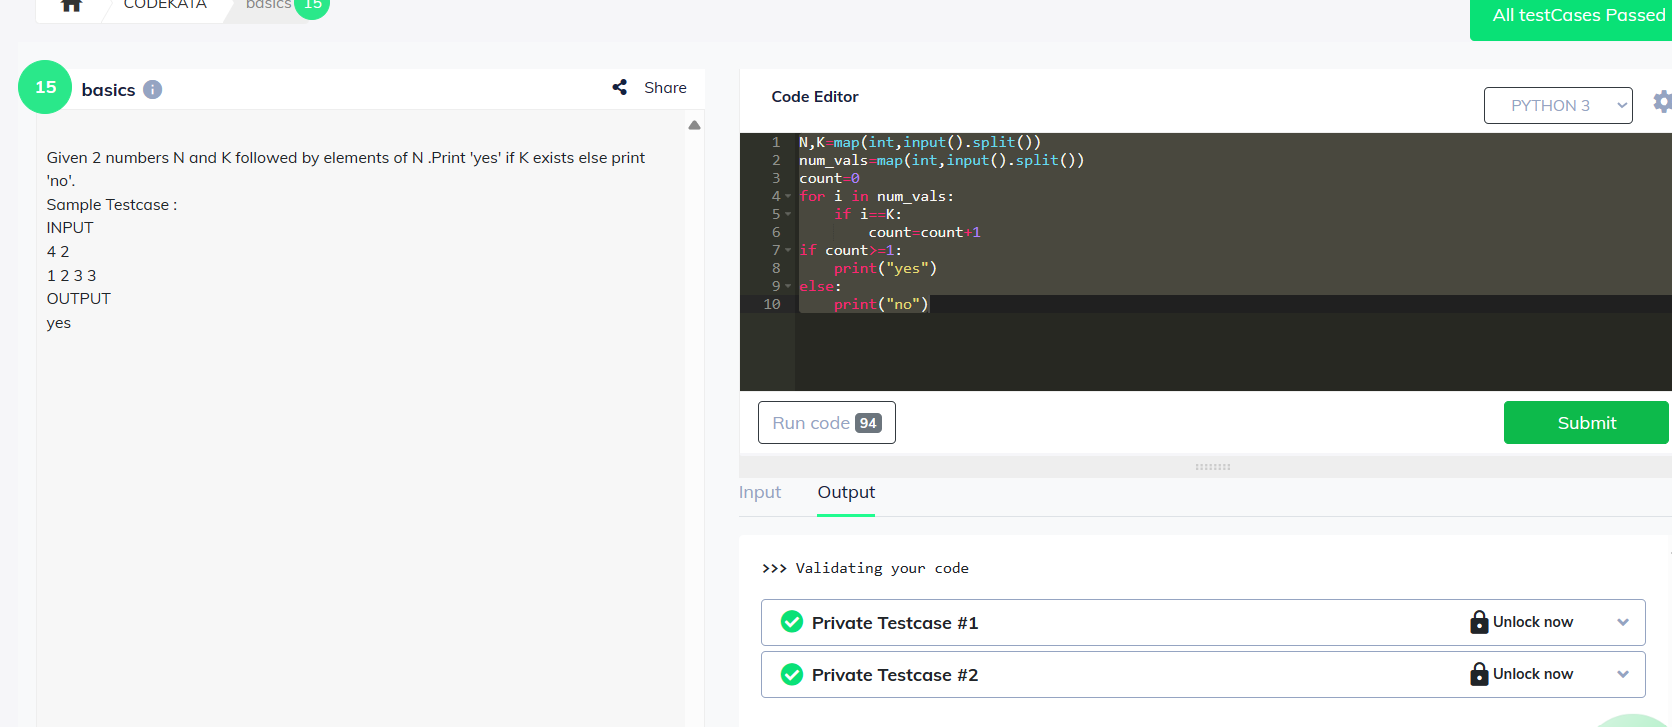 CODEKATA
basics 15
All testCases Passed
15 basics
Share
Given 2 numbers N and K followed by elements of N .Print 'yes' if K exists else print
'no'.
Sample Testcase :
INPUT
4 2
1 2 3 3
OUTPUT
yes
Code Editor
PYTHON 3
1 N,K=map(int,input().split())
2 num_vals=map(int,input().split())
3 count=0
4 for i in num_vals:
5     if i==K:
6         count=count+1
7 if count>=1:
8     print("yes")
9 else:
10     print("no")
Run code 94
Submit
Input Output
>>> Validating your code
Private Testcase #1 Unlock now
Private Testcase #2 Unlock now